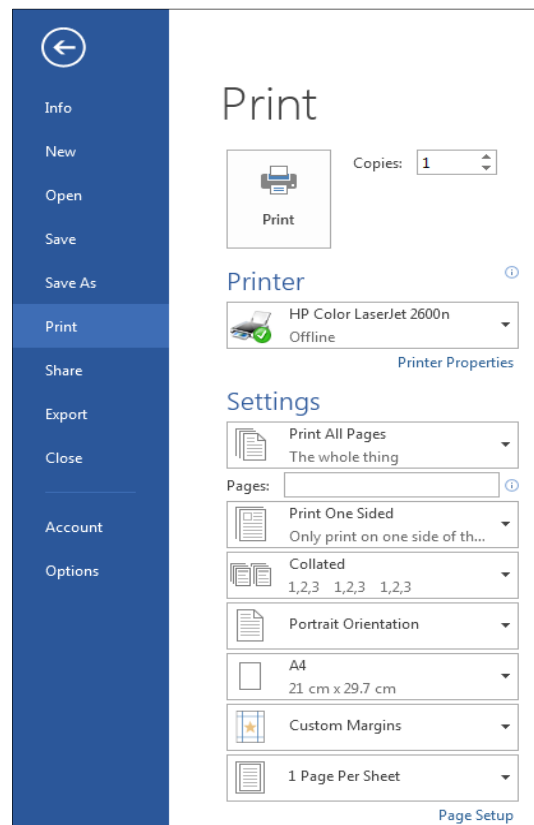 Info
New
Open
Save
Save As
Print
Share
Export
Close
Account
Options
Print
Copies: 1
Print
Printer
HP Color LaserJet 2600n
Offline
Printer Properties
Settings
Print All Pages
The whole thing
Pages:
Print One Sided
Only print on one side of th...
Collated
1,2,3 1,2,3 1,2,3
Portrait Orientation
A4
21 cm x 29.7 cm
Custom Margins
1 Page Per Sheet
Page Setup